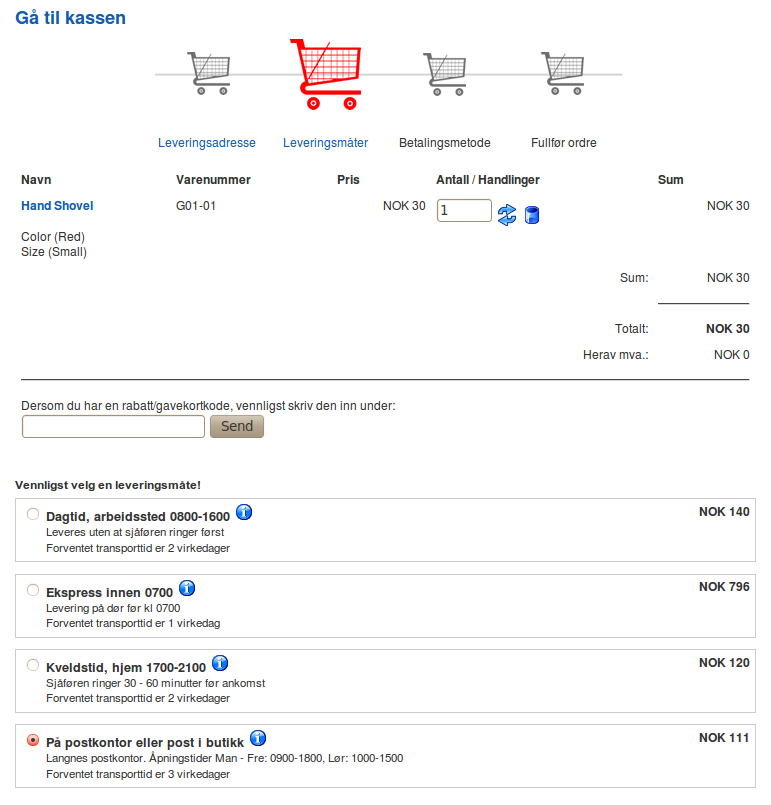 Gå til kassen
Leveringsadresse Leveringsmåter Betalingsmetode Fullfør ordre
Navn Varenummer Pris Antall / Handlinger Sum
Hand Shovel G01-01 NOK 30 1 NOK 30
Color (Red)
Size (Small)
Sum: NOK 30
Totalt: NOK 30
Herav mva.: NOK 0
Dersom du har en rabatt/gavekortkode, vennligst skriv den inn under:
Send
Vennligst velg en leveringsmåte!
Dagtid, arbeidssted 0800-1600 NOK 140
Leveres uten at sjåføren ringer først
Forventet transporttid er 2 virkedager
Ekspress innen 0700 NOK 796
Levering på dør før kl 0700
Forventet transporttid er 1 virkedag
Kveldstid, hjem 1700-2100 NOK 120
Sjåføren ringer 30 - 60 minutter før ankomst
Forventet transporttid er 2 virkedager
På postkontor eller post i butikk NOK 111
Langnes postkontor. Åpningstider Man - Fre: 0900-1800, Lør: 1000-1500
Forventet transporttid er 3 virkedager